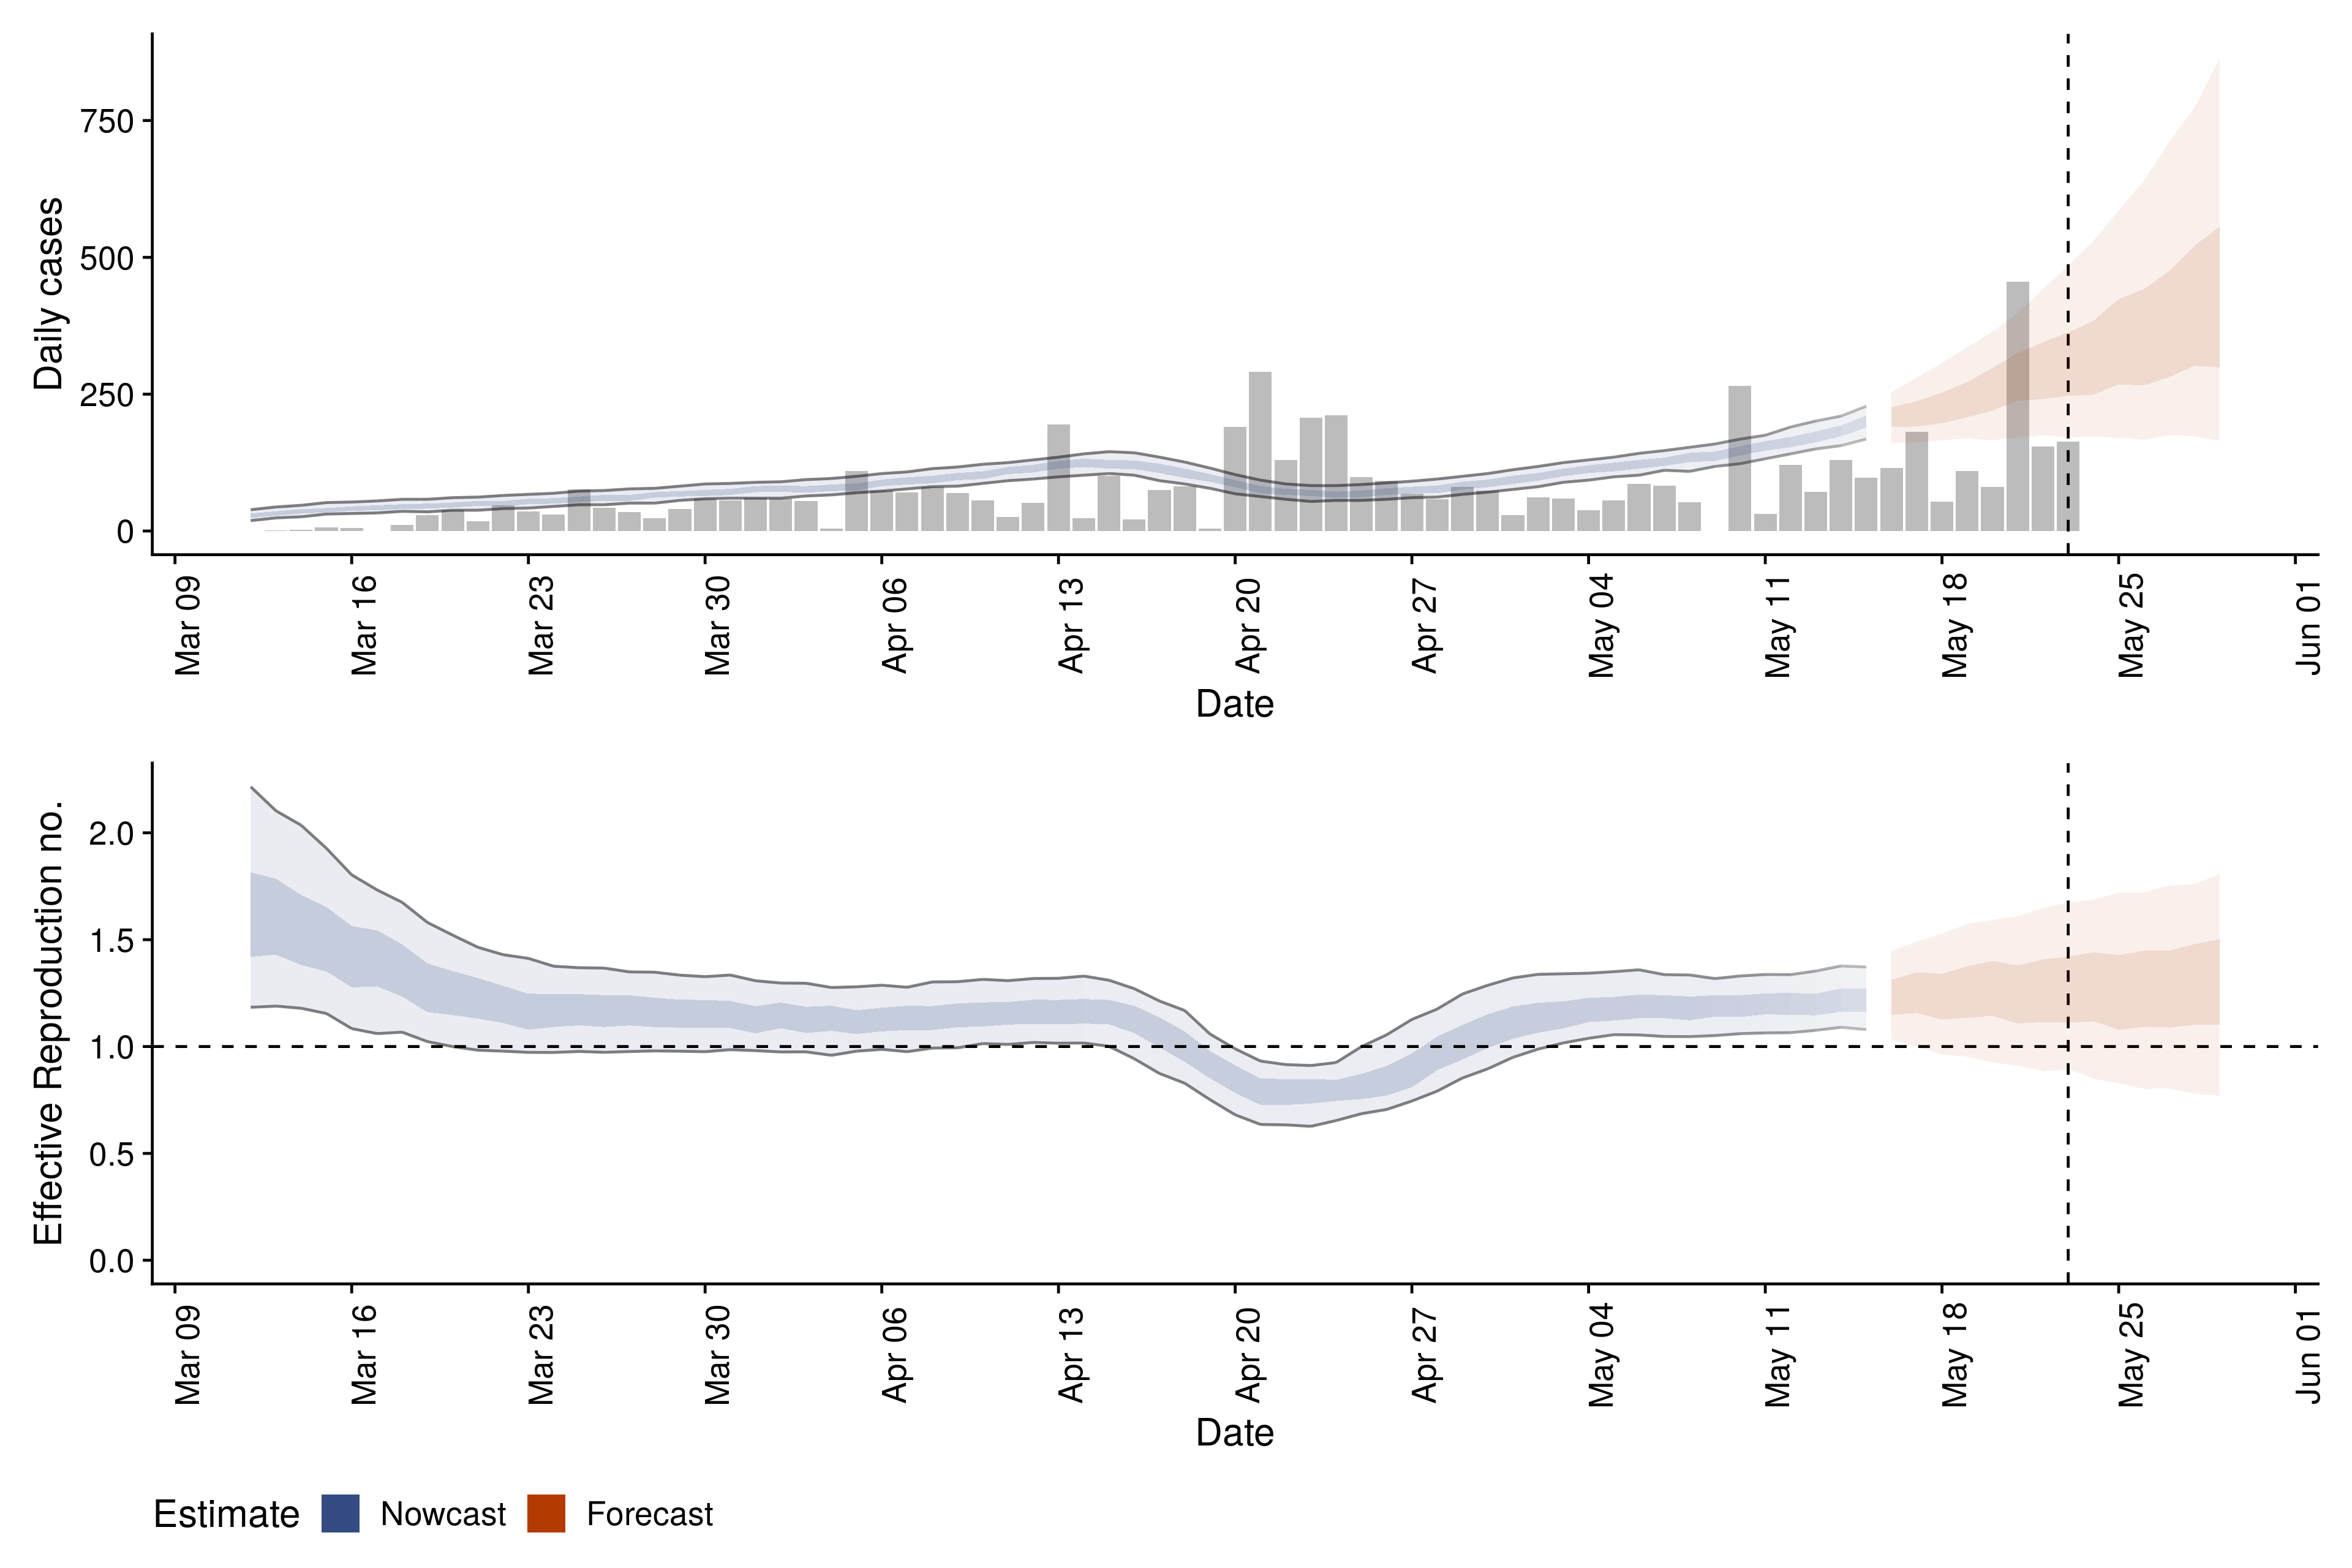 Daily cases
750
500
250
0
Mar 09
Mar 16
Mar 23
Mar 30
Apr 06
Apr 13
Apr 20
Apr 27
May 04
May 11
May 18
May 25
Jun 01
Date
Effective Reproduction no.
2.0
1.5
1.0
0.5
0.0
Mar 09
Mar 16
Mar 23
Mar 30
Apr 06
Apr 13
Apr 20
Apr 27
May 04
May 11
May 18
May 25
Jun 01
Date
Estimate Nowcast Forecast